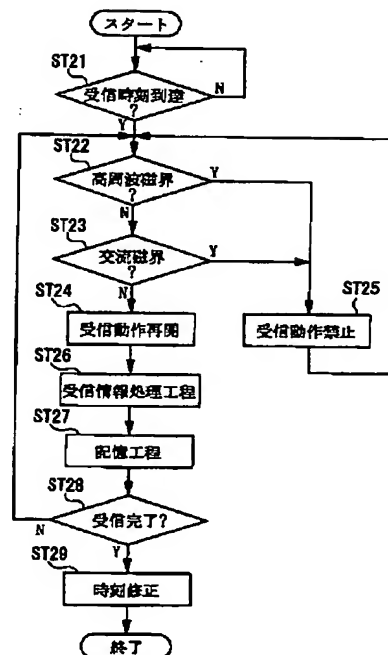 スタート
ST21
受信時刻到達
?
N
Y
ST22
高周波磁界
?
Y
N
ST23
交流磁界
?
Y
N
ST24
受信動作再開
ST25
受信動作禁止
ST26
受信情報処理工程
ST27
記憶工程
ST28
受信完了?
N
Y
ST29
時刻修正
終了